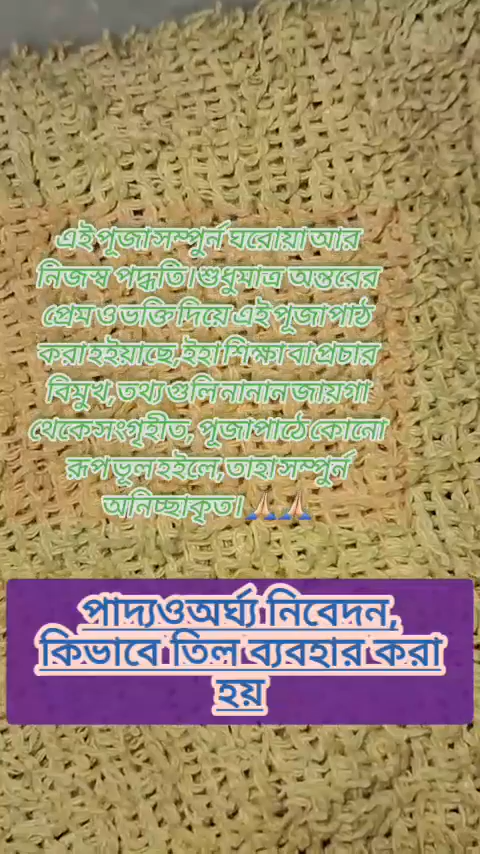 এই পূজা সম্পুর্ন ঘরোয়া আর
নিজস্ব পদ্ধতি। শুধুমাত্র অন্তরের
প্রেম ও ভক্তি দিয়ে এই পূজা পাঠ
করা হইয়াছে, ইহা শিক্ষা বা প্রচার
বিমুখ, তথ্য গুলি নানান জায়গা
থেকে সংগৃহীত, পূজা পাঠে কোনো
রূপ ভূল হইলে, তাহা সম্পুর্ন
অনিচ্ছাকৃত। 🙏🏻🙏🏻
পাদ্যওঅর্ঘ্য নিবেদন,
কিভাবে তিল ব্যবহার করা
হয়